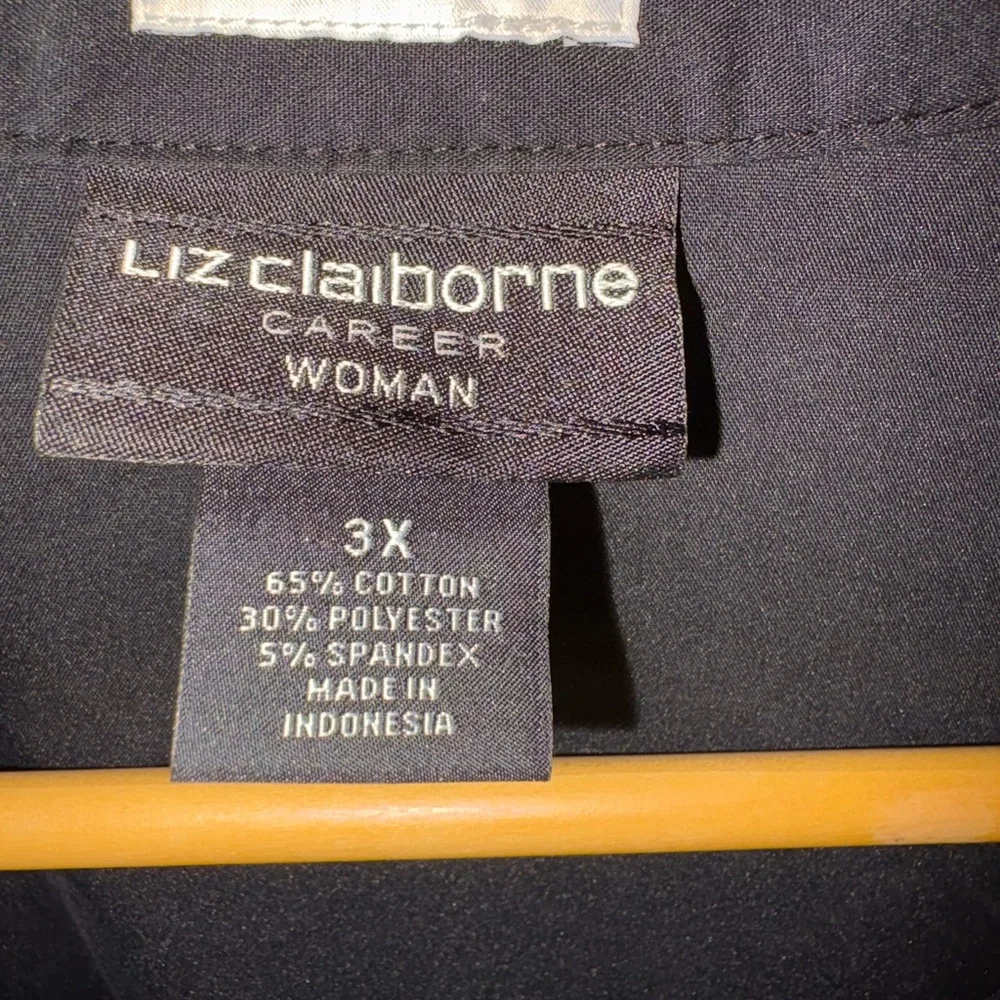 Liz claiborne
CAREER
WOMAN
3X
65% COTTON
30% POLYESTER
5% SPANDEX
MADE IN
INDONESIA